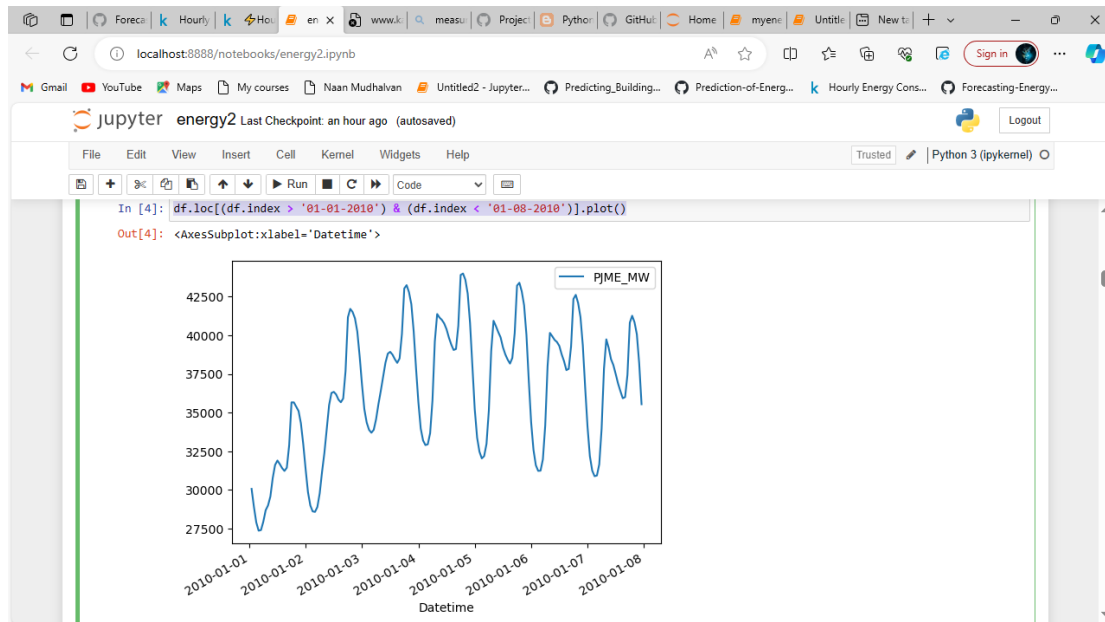 Foreca Hourly Hou en www.k measu Project Python GitHub Home myene Untitle New ta
localhost:8888/notebooks/energy2.ipynb Sign in
Gmail YouTube Maps My courses Naan Mudhalvan Untitled2 - Jupyter... Predicting_Building... Prediction-of-Energ... Hourly Energy Cons... Forecasting-Energy...
jupyter energy2 Last Checkpoint: an hour ago (autosaved) Logout
File Edit View Insert Cell Kernel Widgets Help Trusted Python 3 (ipykernel)
Run Code
In [4]: df.loc[(df.index > '01-01-2010') & (df.index < '01-08-2010')].plot()
Out[4]: <AxesSubplot:xlabel='Datetime'>
PJME_MW
42500
40000
37500
35000
32500
30000
27500
2010-01-01 2010-01-02 2010-01-03 2010-01-04 2010-01-05 2010-01-06 2010-01-07 2010-01-08
Datetime